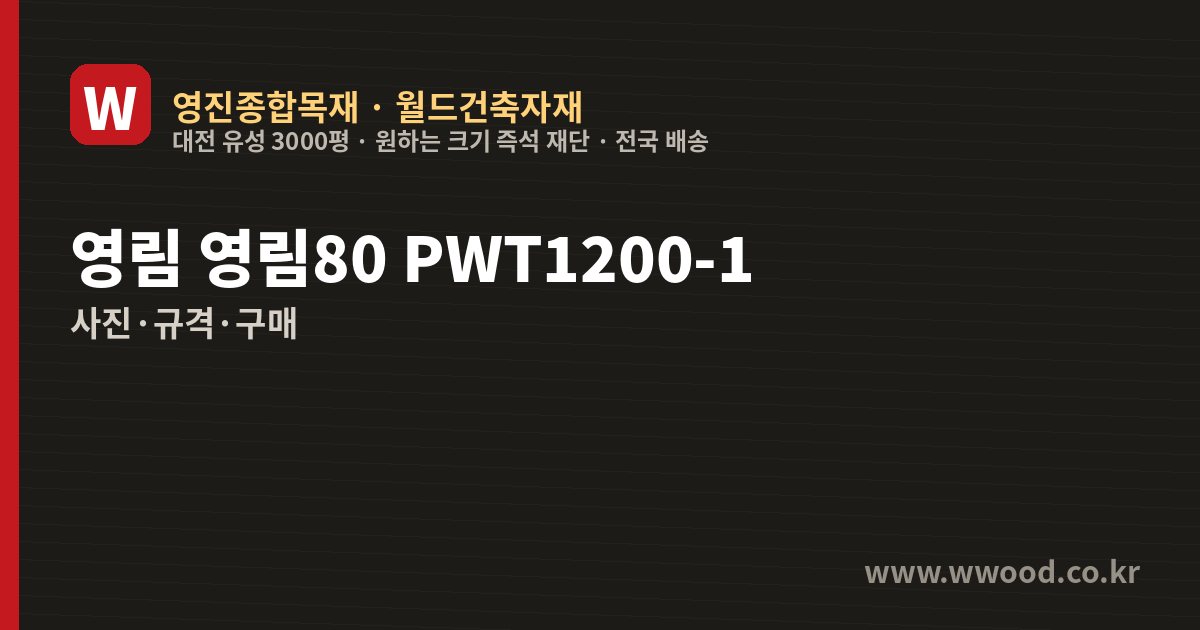 W
영진종합목재 · 월드건축자재
대전 유성 3000평 · 원하는 크기 즉석 재단 · 전국 배송
영림 영림80 PWT1200-1
사진·규격·구매
www.wwood.co.kr